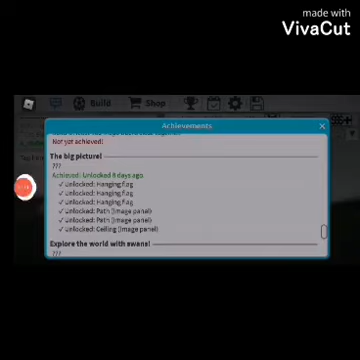 made with
VivaCut
Build
Shop
Achievements
Not yet achieved!
The big picture!
???
Achieved: Unlocked 8 days ago
✓ Unlocked: Hanging flag
✓ Unlocked: Hanging flag
✓ Unlocked: Hanging flag
✓ Unlocked: Path (Image panel)
✓ Unlocked: Path (Image panel)
✓ Unlocked: Ceiling (Image panel)
Explore the world with swans!
???